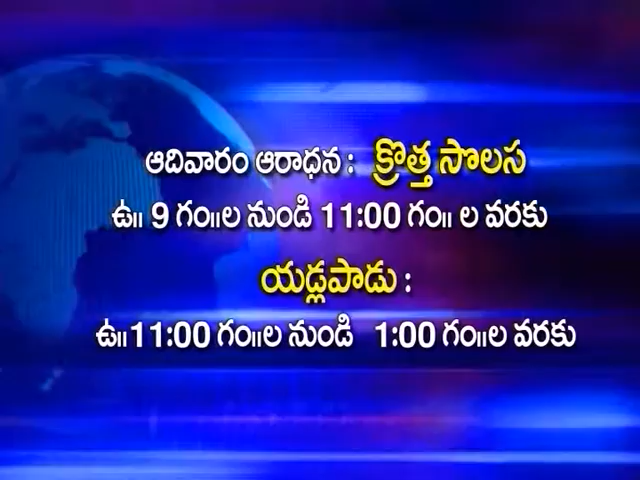 ఆదివారం ఆరాధన : క్రొత్త సొలస
ఉ॥ 9 గం॥ల నుండి 11:00 గం॥ ల వరకు
యడ్లపాడు :
ఉ॥11:00 గం॥ల నుండి 1:00 గం॥ల వరకు